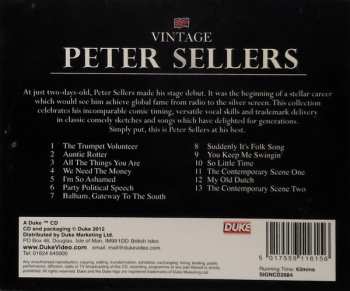 VINTAGE
PETER SELLERS
At just two-days-old, Peter Sellers made his stage debut. It was the beginning of a stellar career
which would see him achieve global fame from radio to the silver screen. This collection
celebrates his incomparable comic timing, versatile vocal skills and trademark delivery
in classic comedy sketches and songs which have delighted for generations.
Simply put, this is Peter Sellers at his best.
1 The Trumpet Volunteer
2 Auntie Rotter
3 All The Things You Are
4 We Need The Money
5 I'm So Ashamed
6 Party Political Speech
7 Balham, Gateway To The South
8 Suddenly It's Folk Song
9 You Keep Me Swingin'
10 So Little Time
11 The Contemporary Scene One
12 My Old Dutch
13 The Contemporary Scene Two
A Duke ™ CD
CD and packaging © Duke 2012
Distributed by Duke Marketing Ltd.
PO Box 46, Douglas, Isle of Man, IM99 1DD British Isles
Tel: 01624 640000
www.DukeVideo.com
DUKE
Running Time: 63mins